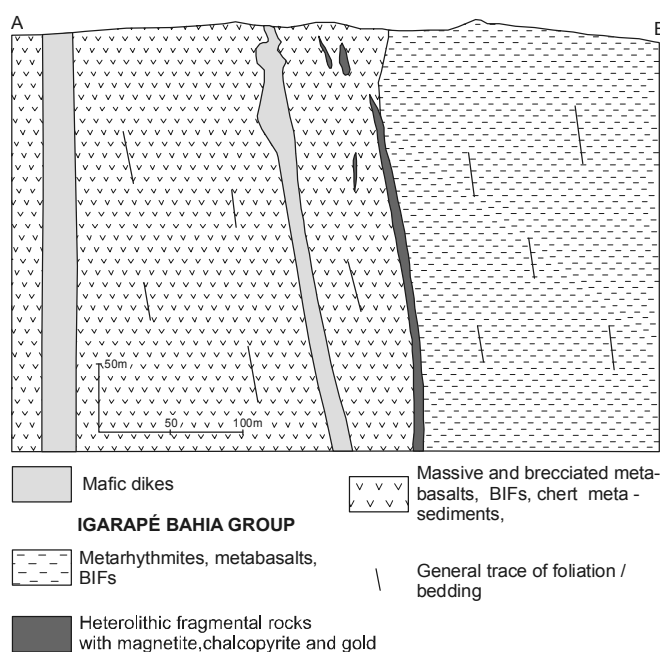 A
E
50m
50
100m
Mafic dikes
IGARAPÉ BAHIA GROUP
Metarhythmites, metabasalts,
BIFs
Heterolithic fragmental rocks
with magnetite,chalcopyrite and gold
Massive and brecciated meta-
basalts, BIFs, chert meta -
sediments,
General trace of foliation /
bedding